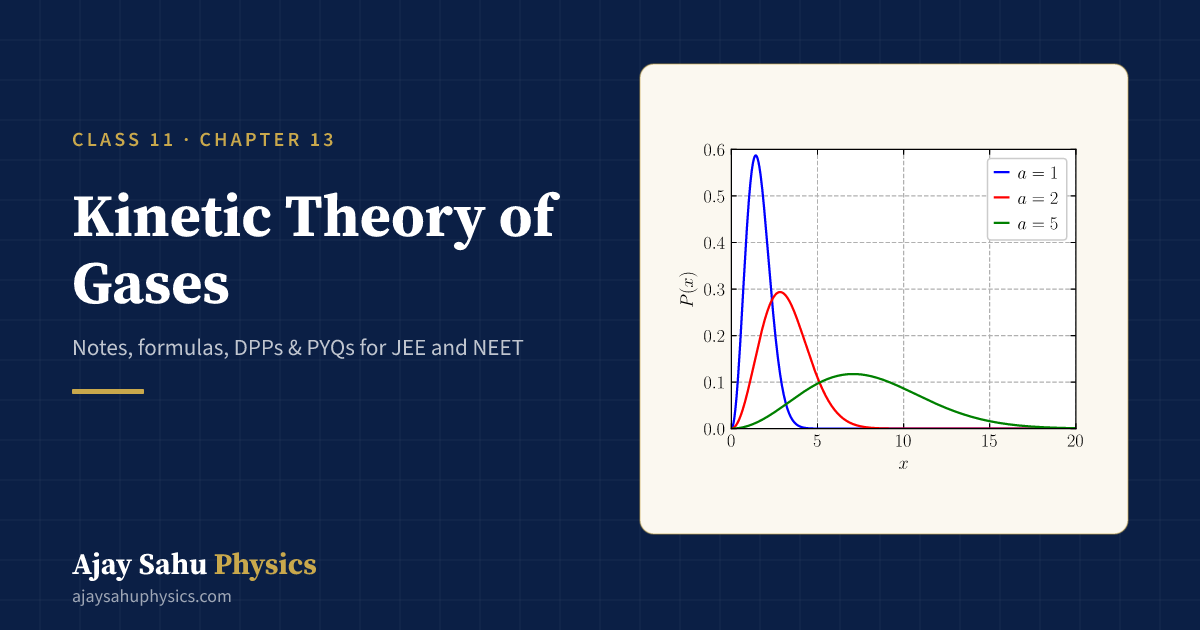 CLASS 11 · CHAPTER 13
Kinetic Theory of
Gases
Notes, formulas, DPPs & PYQs for JEE and NEET
Ajay Sahu Physics
ajaysahuphysics.com
0.6
0.5
0.4
0.3
0.2
0.1
0.0
P(x)
0 5 10 15 20
x
a = 1
a = 2
a = 5